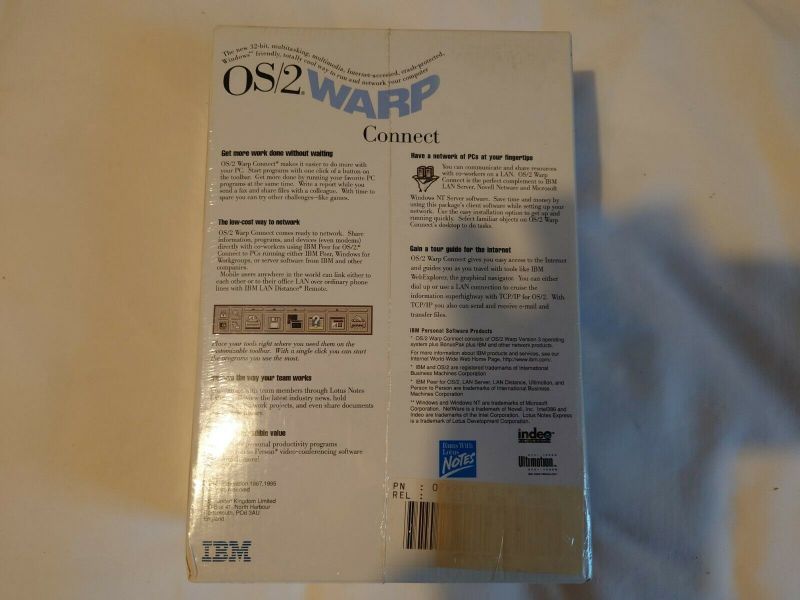 The new 32-bit, multitasking, multimedia, Internet-accessed, crash-protected,
Windows™ friendly, totally cool way to run and network your computer
OS/2 WARP
Connect
Get more work done without waiting
OS/2 Warp Connect* makes it easier to do more with
your PC. Start programs with one click of a button on
the toolbar. Get more done by running your favorite PC
programs at the same time. Write a report while you
send a fax and share files with a colleague. With time to
spare you can try other challenges–like games.
The low-cost way to network
OS/2 Warp Connect comes ready to network. Share
information, programs, and devices (even modems)
directly with co-workers using IBM Peer for OS/2.*
Connect to PCs running either IBM Peer, Windows for
Workgroups, or server software from IBM and other
companies.
Mobile users anywhere in the world can link either to
each other or to their office LAN over ordinary phone
lines with IBM LAN Distance* Remote.
Place your tools right where you need them on the
customizable toolbar. With a single click you can start
the programs you use the most.
the way your team works
with team members through Lotus Notes
the latest industry news, hold
work projects, and even share documents
value
personal productivity programs
Person* video-conferencing software
more!
1995
United Kingdom Limited
PO Box 41, North Harbour
Portsmouth, PO6 3AU
England
IBM
Have a network of PCs at your fingertips
You can communicate and share resources
with co-workers on a LAN. OS/2 Warp
Connect is the perfect complement to IBM
LAN Server, Novell Netware and Microsoft
Windows NT Server software. Save time and money by
using this package's client software while setting up your
network. Use the easy installation option to get up and
running quickly. Select familiar objects on OS/2 Warp
Connect's desktop to do tasks.
Gain a tour guide for the Internet
OS/2 Warp Connect gives you easy access to the Internet
and guides you as you travel with tools like IBM
WebExplorer, the graphical navigator. You can either
dial up or use a LAN connection to cruise the
information superhighway with TCP/IP for OS/2. With
TCP/IP you also can send and receive e-mail and
transfer files.
IBM Personal Software Products
* OS/2 Warp Connect consists of OS/2 Warp Version 3 operating
system plus BonusPak plus IBM and other network products.
For more information about IBM products and services, see our
Internet World Wide Web Home Page, http://www.ibm.com/.
* IBM and OS/2 are registered trademarks of International
Business Machines Corporation
* IBM Peer for OS/2, LAN Server, LAN Distance, Ultimotion, and
Person to Person are trademarks of International Business
Machines Corporation
** Windows and Windows NT are trademarks of Microsoft
Corporation. NetWare is a trademark of Novell, Inc. Intel386 and
Indeo are trademarks of the Intel Corporation. Lotus Notes Express
is a trademark of Lotus Development Corporation.
Runs With
Lotus
NOTES
indeo
Ultimotion
PN : 0
REL :